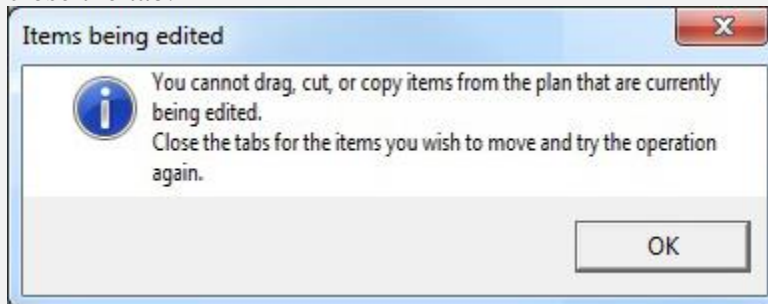 Items being edited
You cannot drag, cut, or copy items from the plan that are currently
being edited.
Close the tabs for the items you wish to move and try the operation
again.
OK